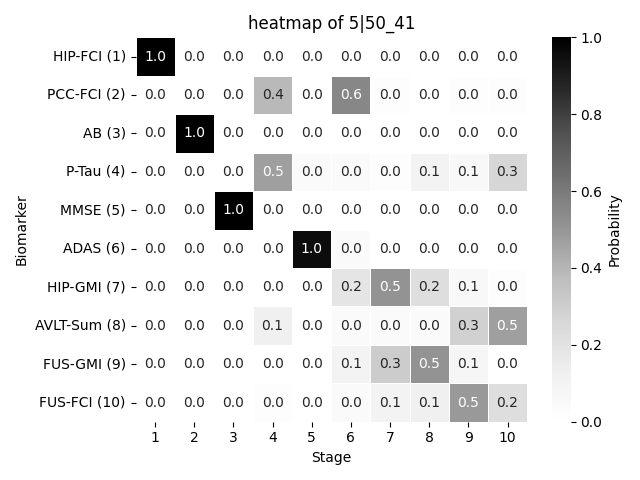 heatmap of 5|50_41
HIP-FCI (1) 1.0 0.0 0.0 0.0 0.0 0.0 0.0 0.0 0.0 0.0
PCC-FCI (2) 0.0 0.0 0.0 0.4 0.0 0.6 0.0 0.0 0.0 0.0
AB (3) 0.0 1.0 0.0 0.0 0.0 0.0 0.0 0.0 0.0 0.0
P-Tau (4) 0.0 0.0 0.0 0.5 0.0 0.0 0.0 0.1 0.1 0.3
MMSE (5) 0.0 0.0 1.0 0.0 0.0 0.0 0.0 0.0 0.0 0.0
ADAS (6) 0.0 0.0 0.0 0.0 1.0 0.0 0.0 0.0 0.0 0.0
HIP-GMI (7) 0.0 0.0 0.0 0.0 0.0 0.2 0.5 0.2 0.1 0.0
AVLT-Sum (8) 0.0 0.0 0.0 0.1 0.0 0.0 0.0 0.0 0.3 0.5
FUS-GMI (9) 0.0 0.0 0.0 0.0 0.0 0.1 0.3 0.5 0.1 0.0
FUS-FCI (10) 0.0 0.0 0.0 0.0 0.0 0.0 0.1 0.1 0.5 0.2
1 2 3 4 5 6 7 8 9 10
Stage
Biomarker
1.0
0.8
0.6
0.4
0.2
0.0
Probability